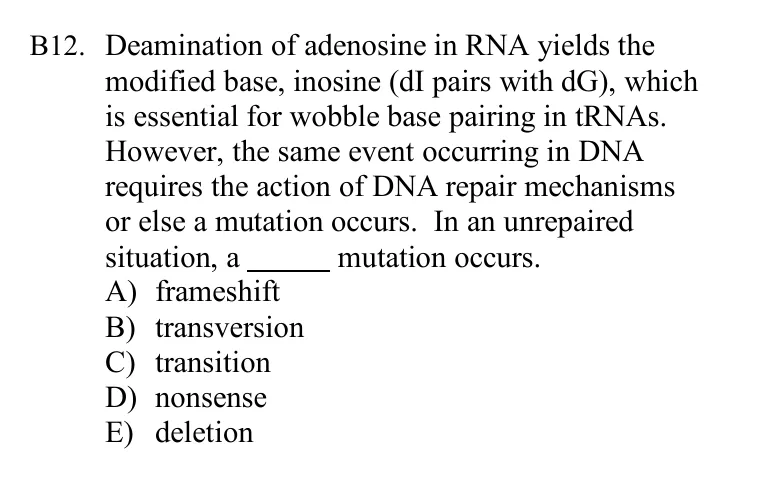 B12. Deamination of adenosine in RNA yields the
modified base, inosine (dI pairs with dG), which
is essential for wobble base pairing in tRNAs.
However, the same event occurring in DNA
requires the action of DNA repair mechanisms
or else a mutation occurs. In an unrepaired
situation, a ______ mutation occurs.
A) frameshift
B) transversion
C) transition
D) nonsense
E) deletion